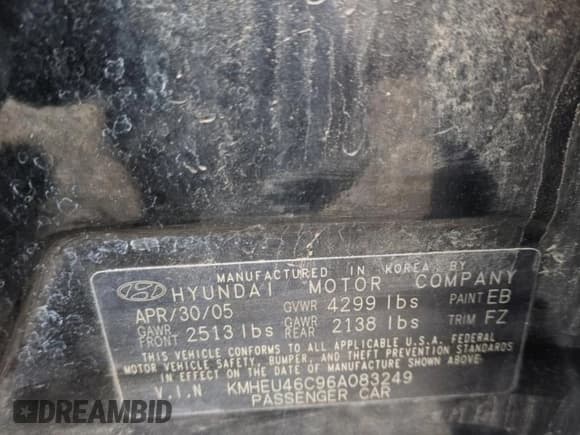 MANUFACTURED IN KOREA BY
HYUNDAI MOTOR COMPANY
APR/30/05 GVWR 4299 lbs PAINT EB
GAWR FRONT 2513 lbs GAWR REAR 2138 lbs TRIM FZ
THIS VEHICLE CONFORMS TO ALL APPLICABLE U.S.A. FEDERAL
MOTOR VEHICLE SAFETY, BUMPER, AND THEFT PREVENTION STANDARDS
IN EFFECT ON THE DATE OF MANUFACTURE SHOWN ABOVE
V.I.N KMHEU46C96A083249
PASSENGER CAR
DREAMBID